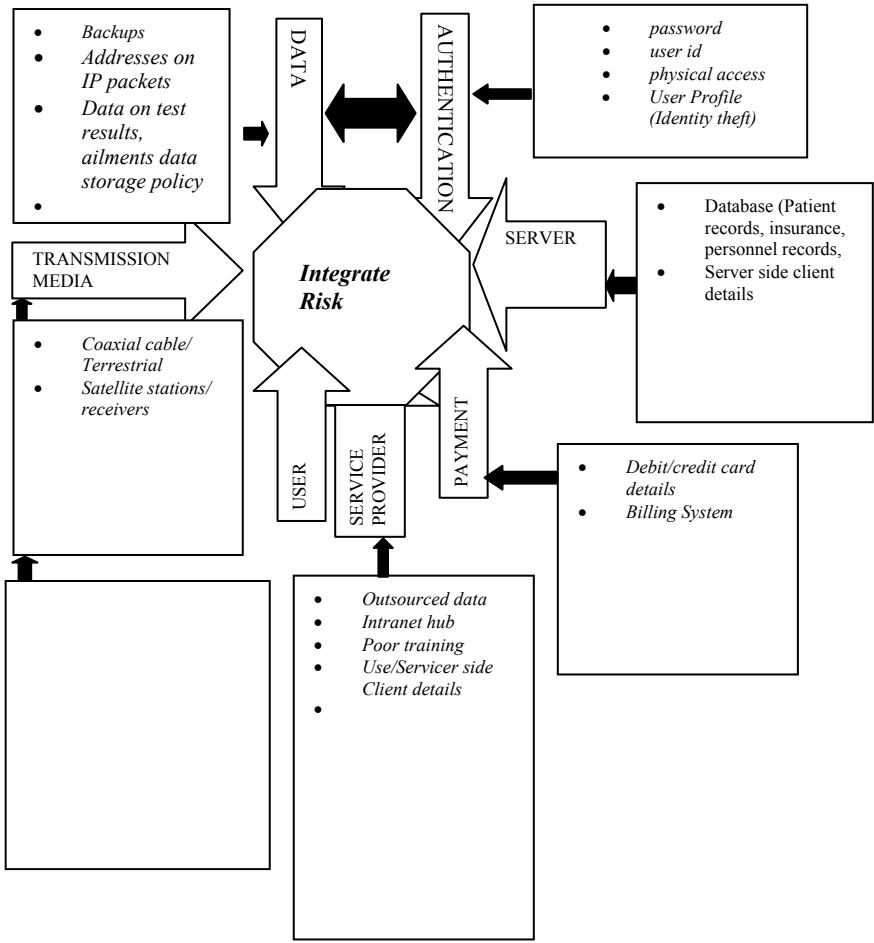 • Backups
• Addresses on
IP packets
• Data on test
results,
ailments data
storage policy
•
DATA
AUTHENTICATION
• password
• user id
• physical access
• User Profile
(Identity theft)
TRANSMISSION
MEDIA
Integrate
Risk
SERVER
• Database (Patient
records, insurance,
personnel records,
• Server side client
details
• Coaxial cable/
Terrestrial
• Satellite stations/
receivers
USER
SERVICE
PROVIDER
PAYMENT
• Debit/credit card
details
• Billing System
• Outsourced data
• Intranet hub
• Poor training
• Use/Servicer side
Client details
•